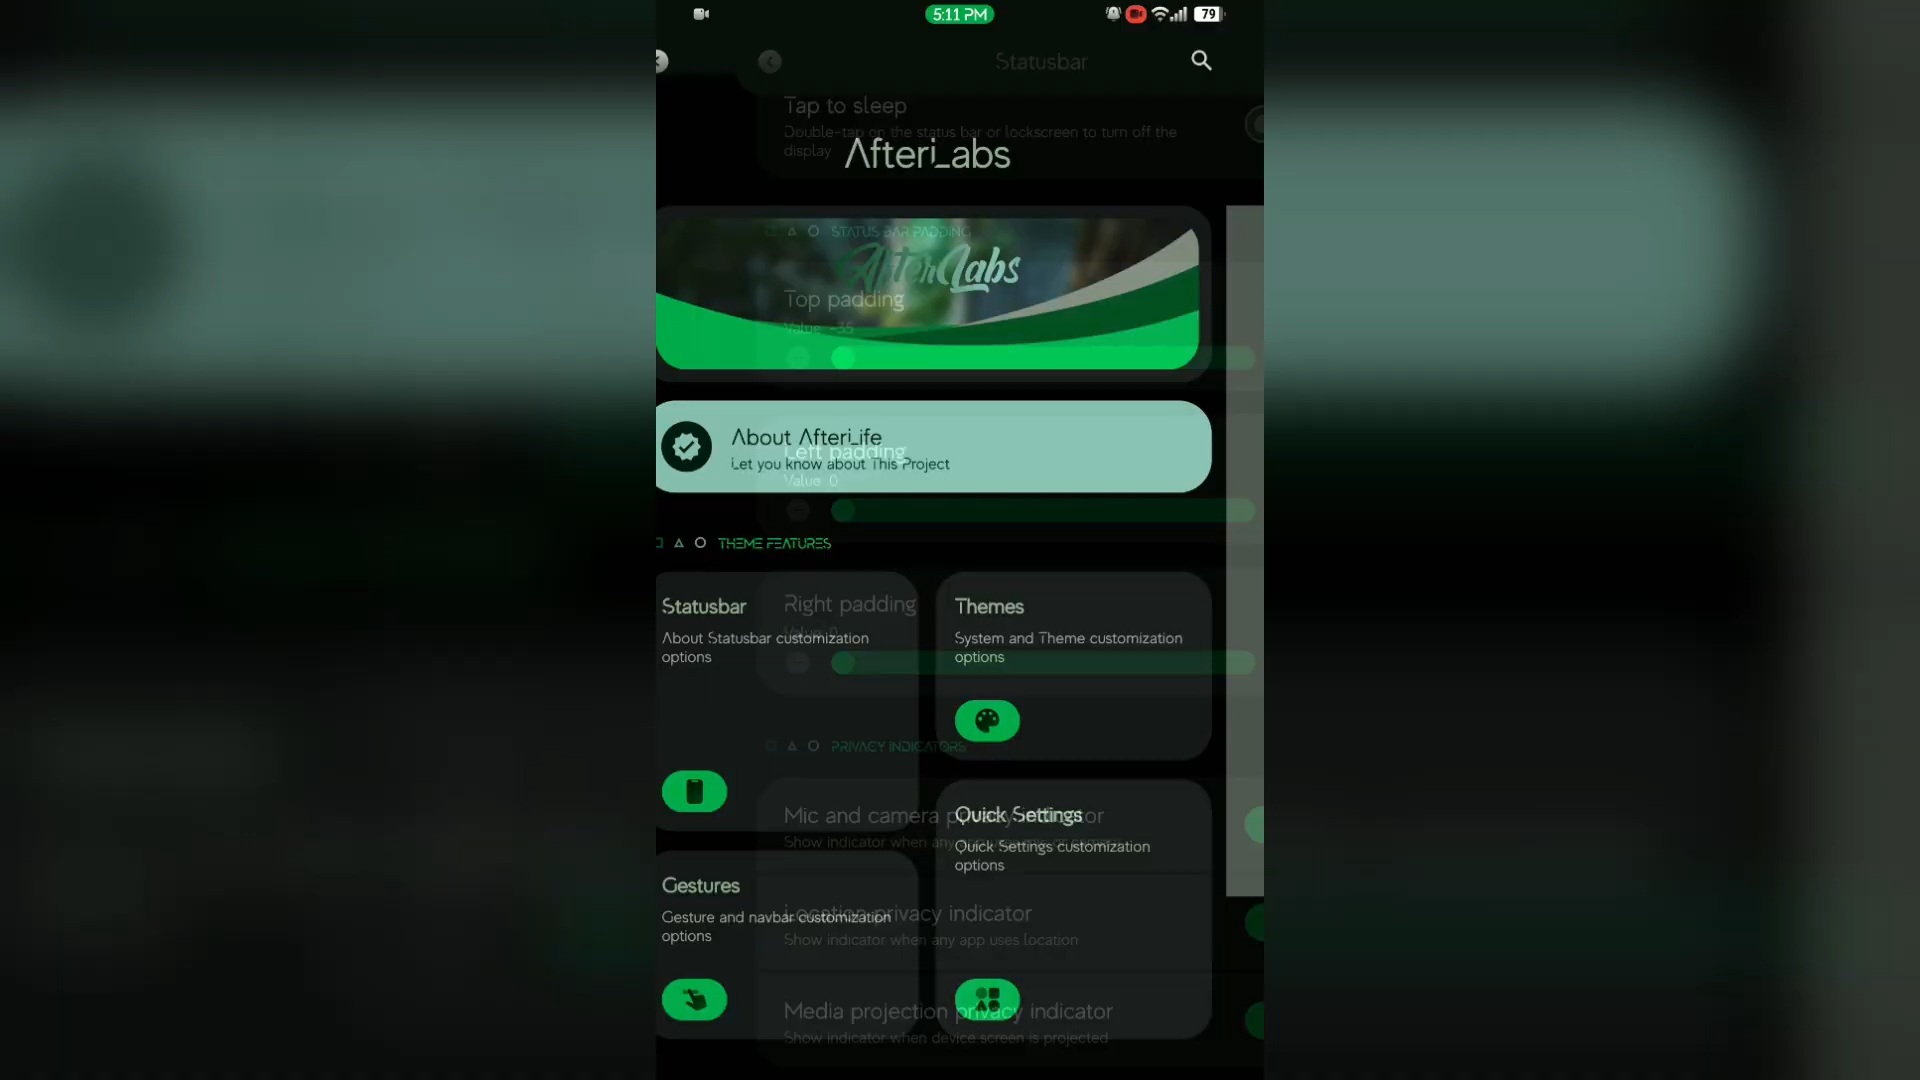 5:11 PM
79
Statusbar
Tap to sleep
Double-tap on the status bar or lockscreen to turn off the
display
AfterLabs
STATUS BAR PADDING
AfterLabs
Top padding
Value: -35
About AfterLife
Left padding
Let you know about This Project
Value: 0
THEME FEATURES
Statusbar
Right padding
Themes
Value: 0
About Statusbar customization
options
System and Theme customization
options
PRIVACY INDICATORS
Mic and camera privacy indicator
Quick Settings
Show indicator when any
Quick Settings customization
options
Gestures
Location privacy indicator
Gesture and navbar customization
options
Show indicator when any app uses location
Media projection privacy indicator
Show indicator when device screen is projected